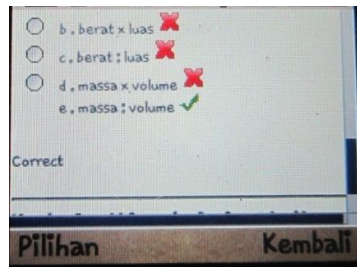 b. berat x luas
c. berat : luas
d. massa x volume
e. massa : volume
Correct
Pilihan Kembali